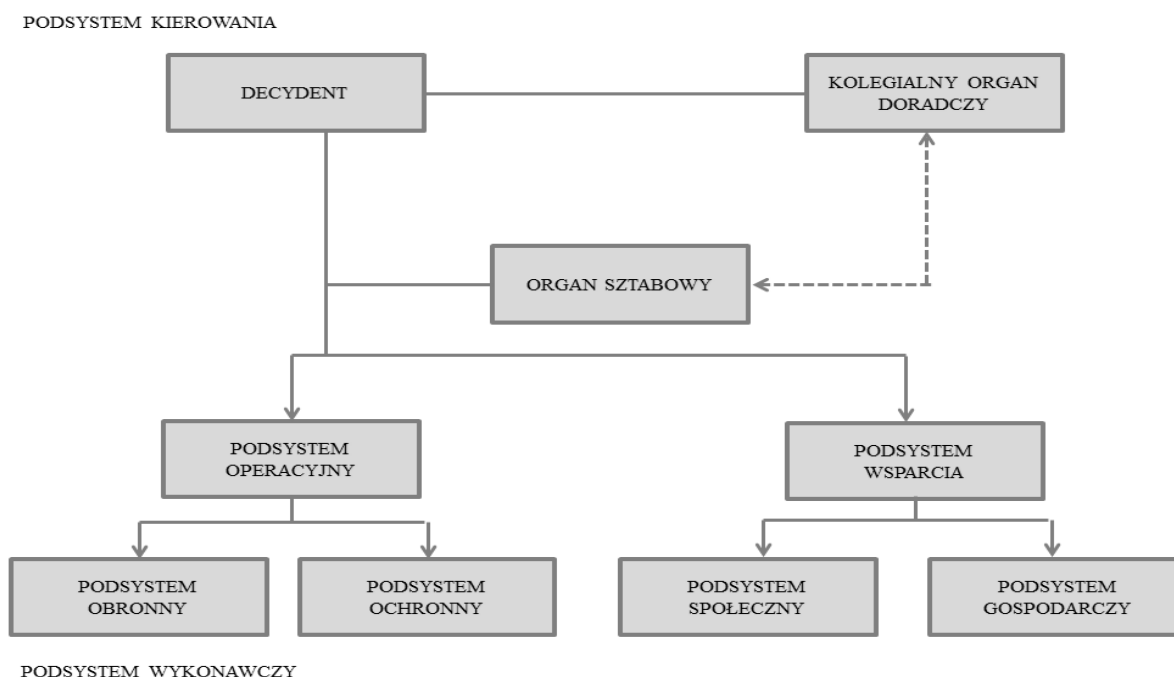 PODSYSTEM KIEROWANIA
DECYDENT
KOLEGIALNY ORGAN
DORADCZY
ORGAN SZTABOWY
PODSYSTEM
OPERACYJNY
PODSYSTEM
WSPARCIA
PODSYSTEM
OBRONNY
PODSYSTEM
OCHRONNY
PODSYSTEM
SPOŁECZNY
PODSYSTEM
GOSPODARCZY
PODSYSTEM WYKONAWCZY